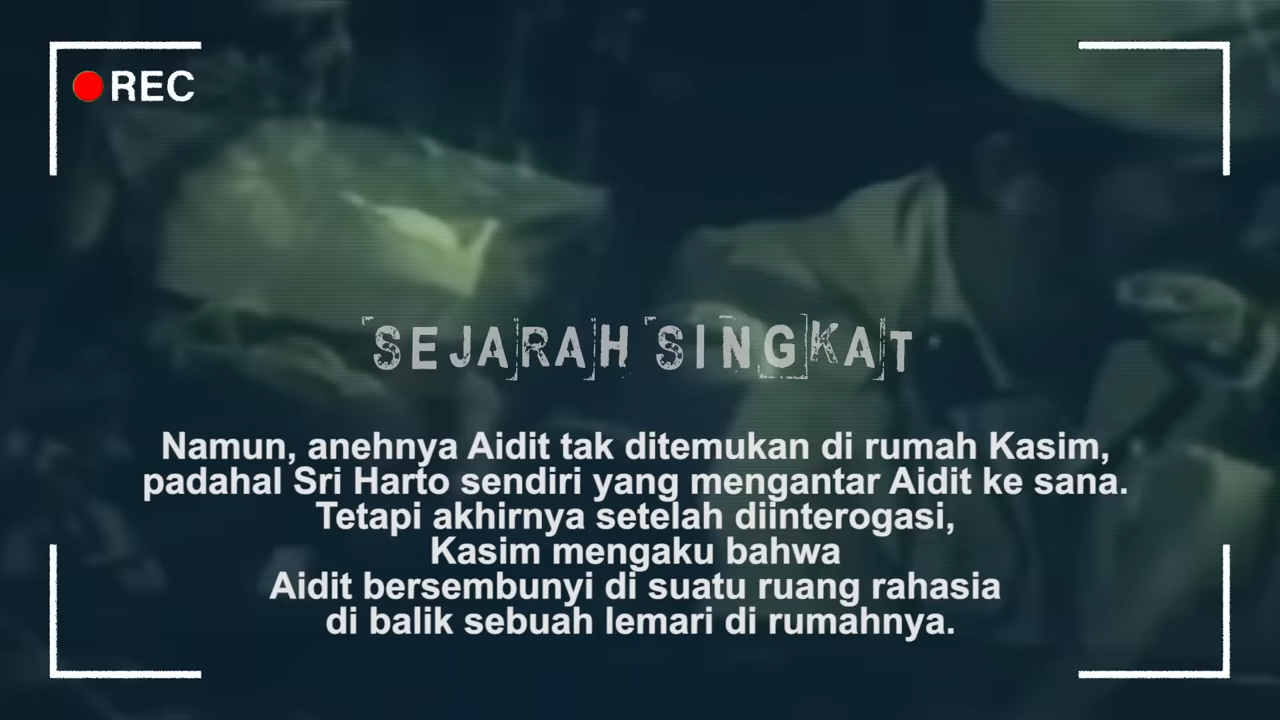 REC
SEJARAH SINGKAT
Namun, anehnya Aidit tak ditemukan di rumah Kasim,
padahal Sri Harto sendiri yang mengantar Aidit ke sana.
Tetapi akhirnya setelah diinterogasi,
Kasim mengaku bahwa
Aidit bersembunyi di suatu ruang rahasia
di balik sebuah lemari di rumahnya.